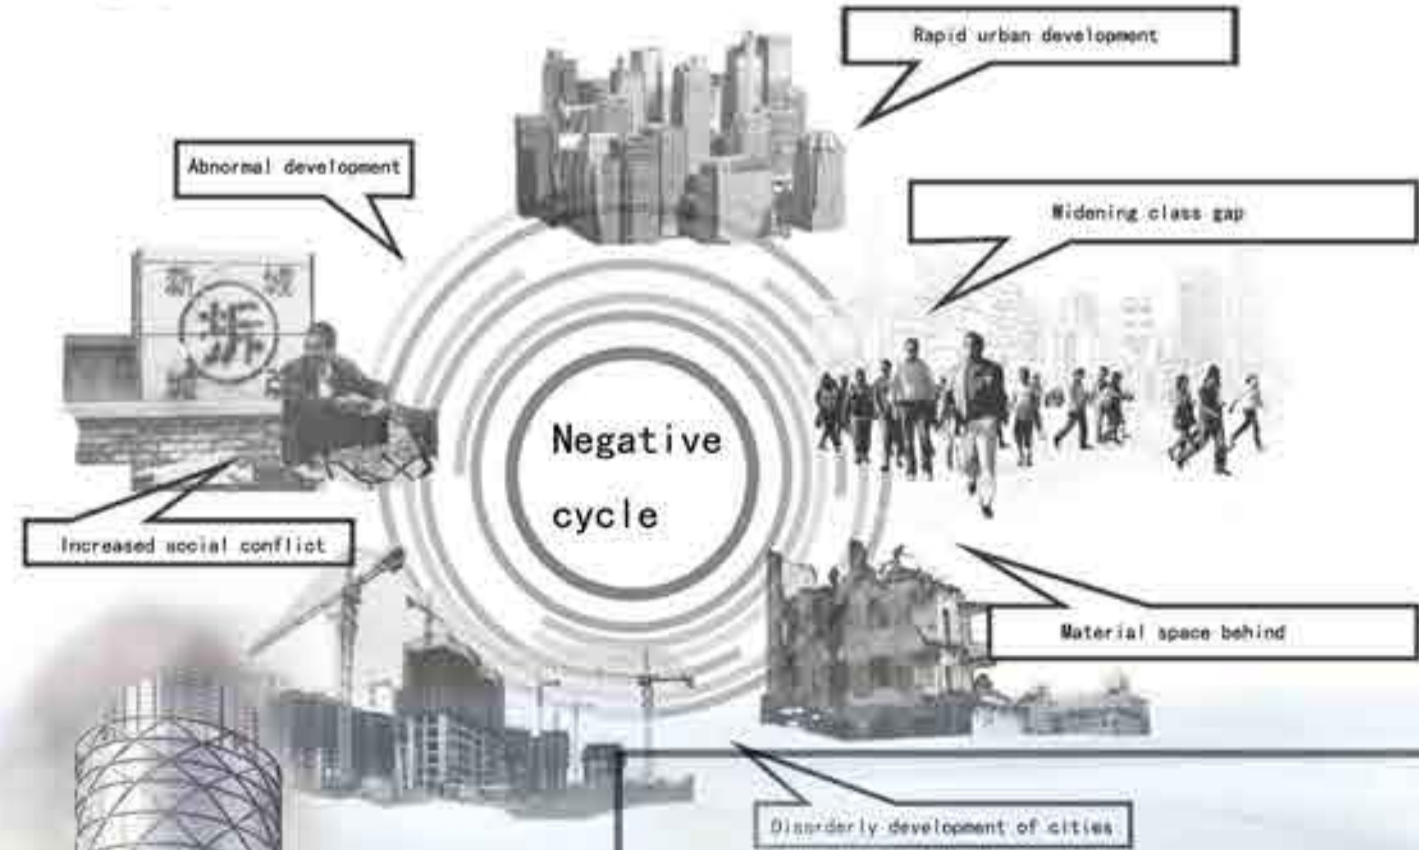 Rapid urban development
Abnormal development
Widening class gap
拆
Negative
cycle
Increased social conflict
Material space behind
Disorderly development of cities